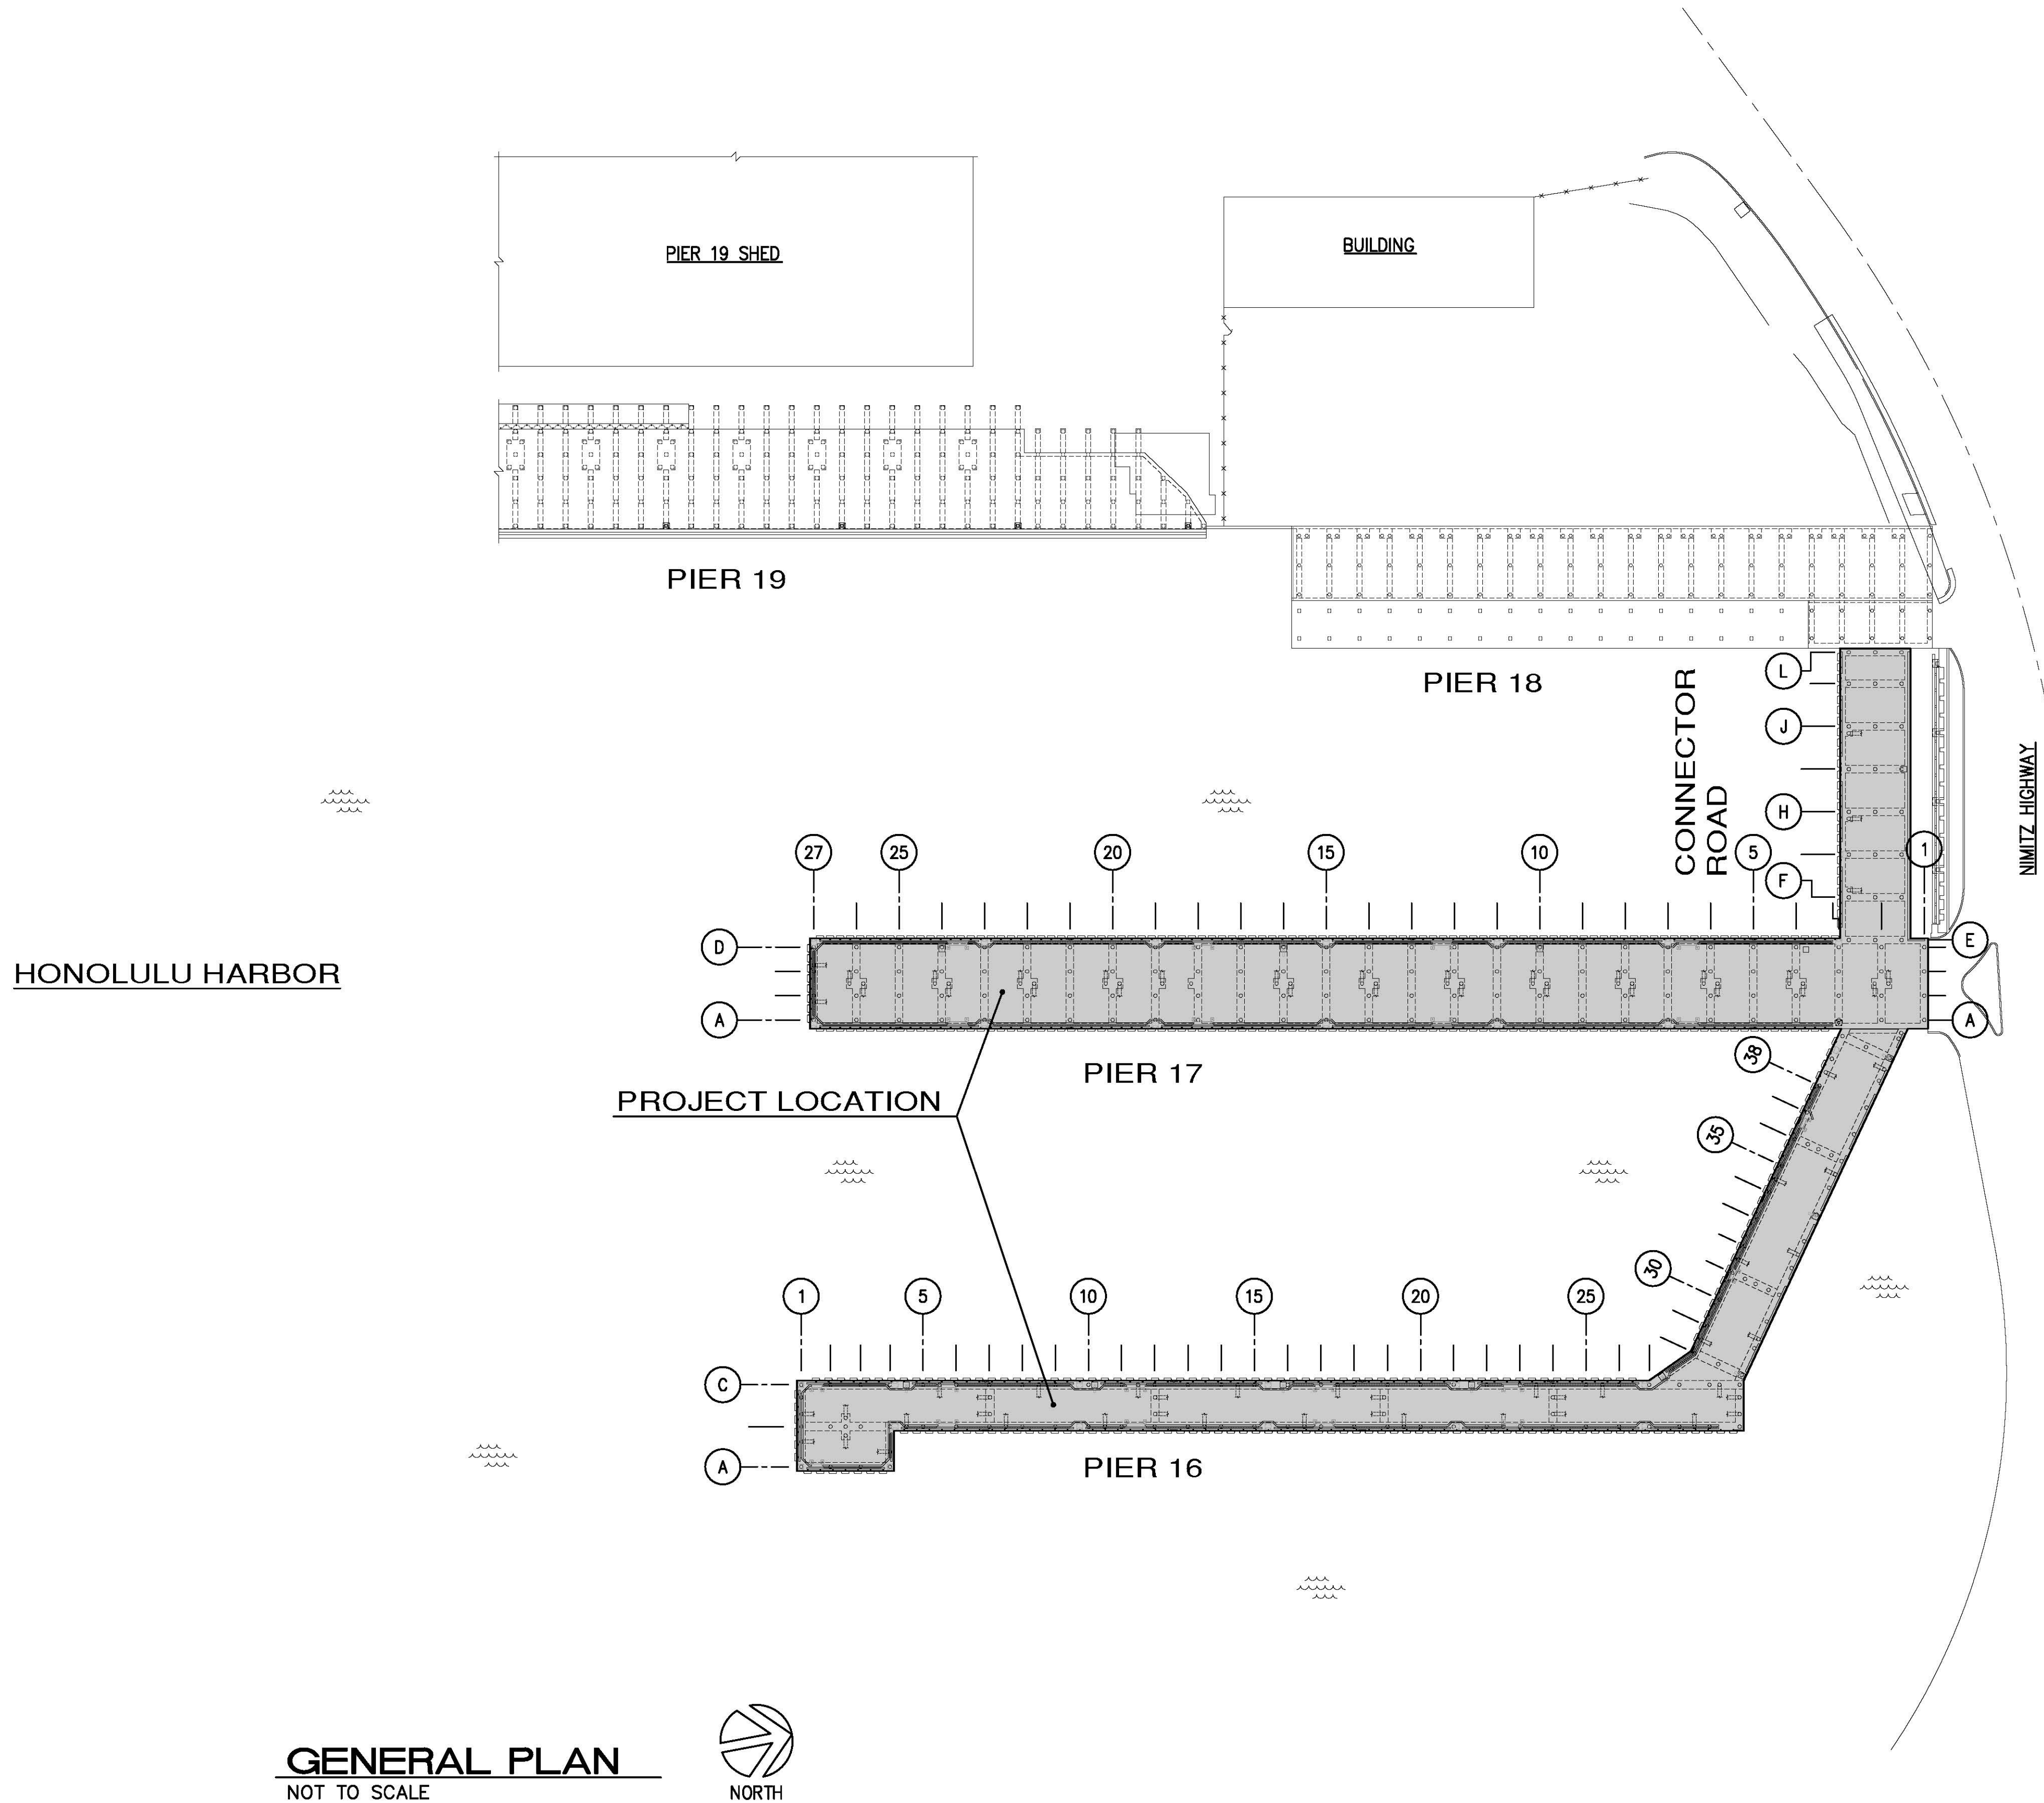 PIER 19 SHED
BUILDING
PIER 19
PIER 18
CONNECTOR
ROAD
NIMITZ HIGHWAY
L
J
H
F
27
25
20
15
10
5
1
D
E
HONOLULU HARBOR
A
A
PIER 17
PROJECT LOCATION
38
35
30
1
5
10
15
20
25
C
A
PIER 16
GENERAL PLAN
NOT TO SCALE
NORTH